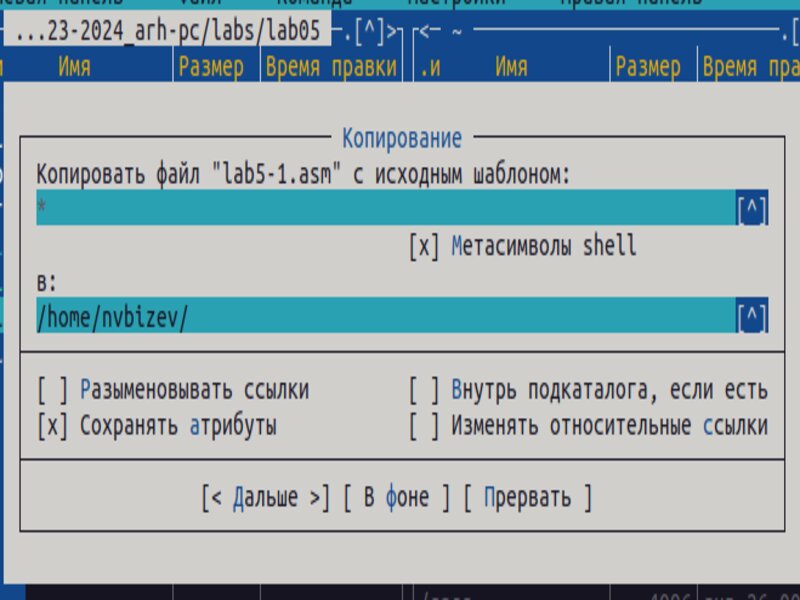 ...23-2024_arh-pc/labs/lab05 .[^]> <─ ~ .[
и Имя Размер Время правки .и Имя Размер Время пра
Копирование
Копировать файл "lab5-1.asm" с исходным шаблоном:
* [^]
[x] Метасимволы shell
в:
/home/nvbizev/ [^]
[ ] Разыменовывать ссылки [ ] Внутрь подкаталога, если есть
[x] Сохранять атрибуты [ ] Изменять относительные ссылки
[< Дальше >] [ В фоне ] [ Прервать ]